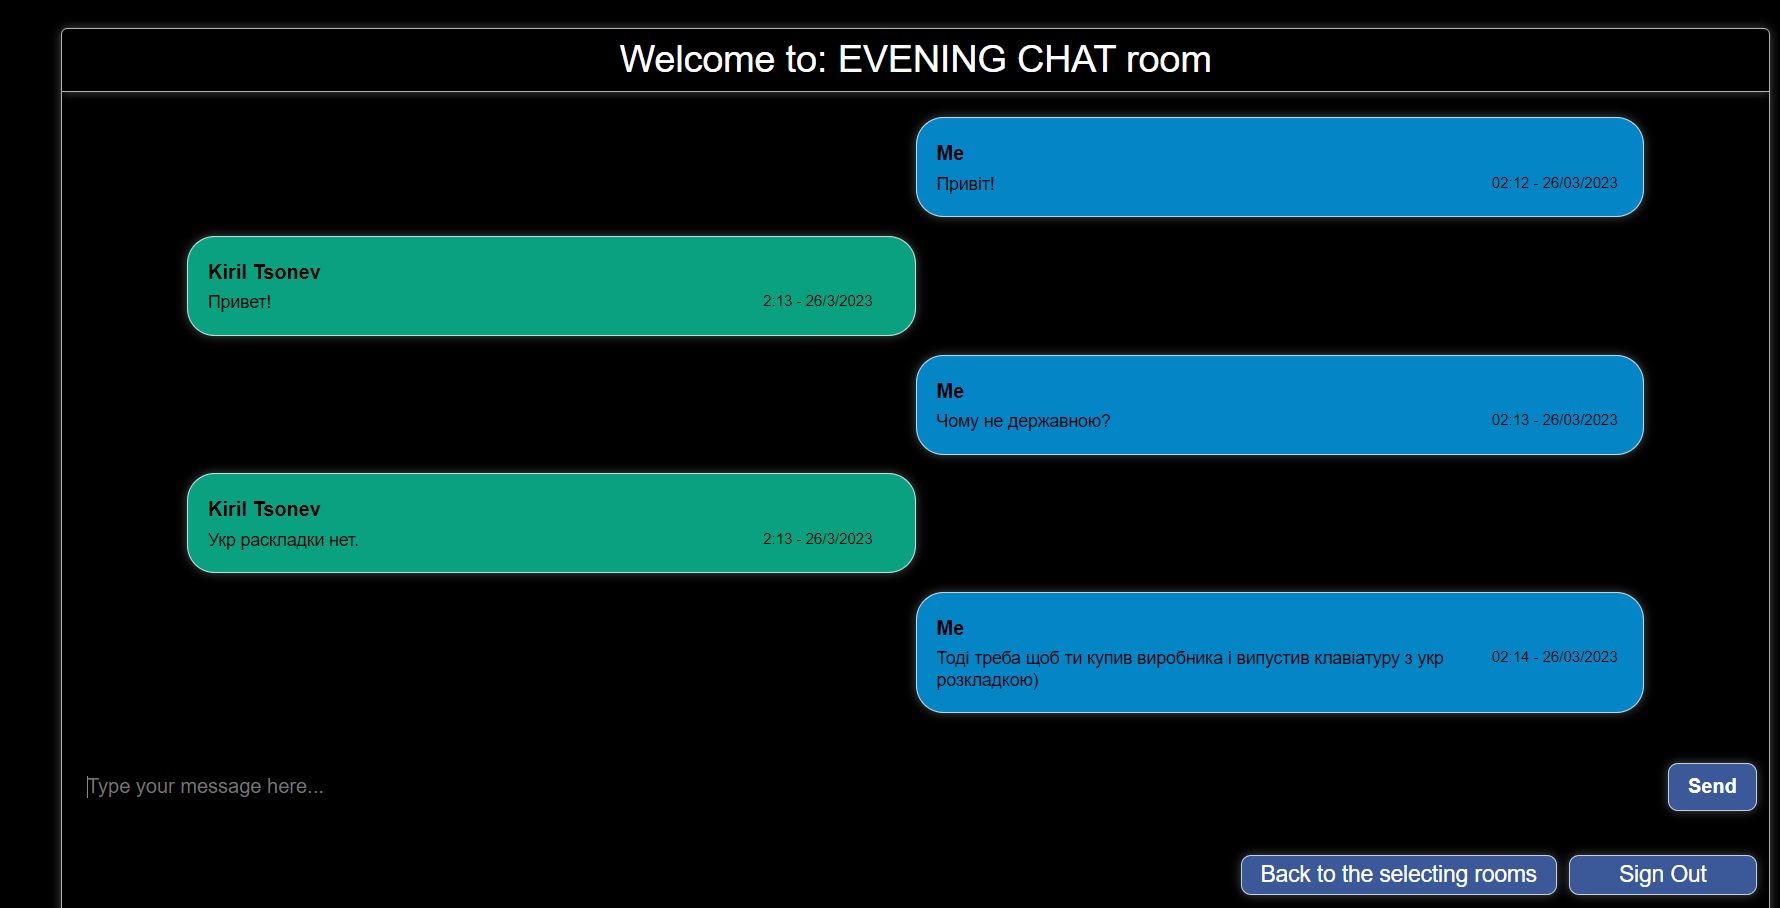 Welcome to: EVENING CHAT room
Me
Привіт! 02:12 - 26/03/2023
Kiril Tsonev
Привет! 2:13 - 26/3/2023
Me
Чому не державною? 02:13 - 26/03/2023
Kiril Tsonev
Укр раскладки нет. 2:13 - 26/3/2023
Me
Тоді треба щоб ти купив виробника і випустив клавіатуру з укр 02:14 - 26/03/2023
розкладкою)
Type your message here...
Send
Back to the selecting rooms
Sign Out